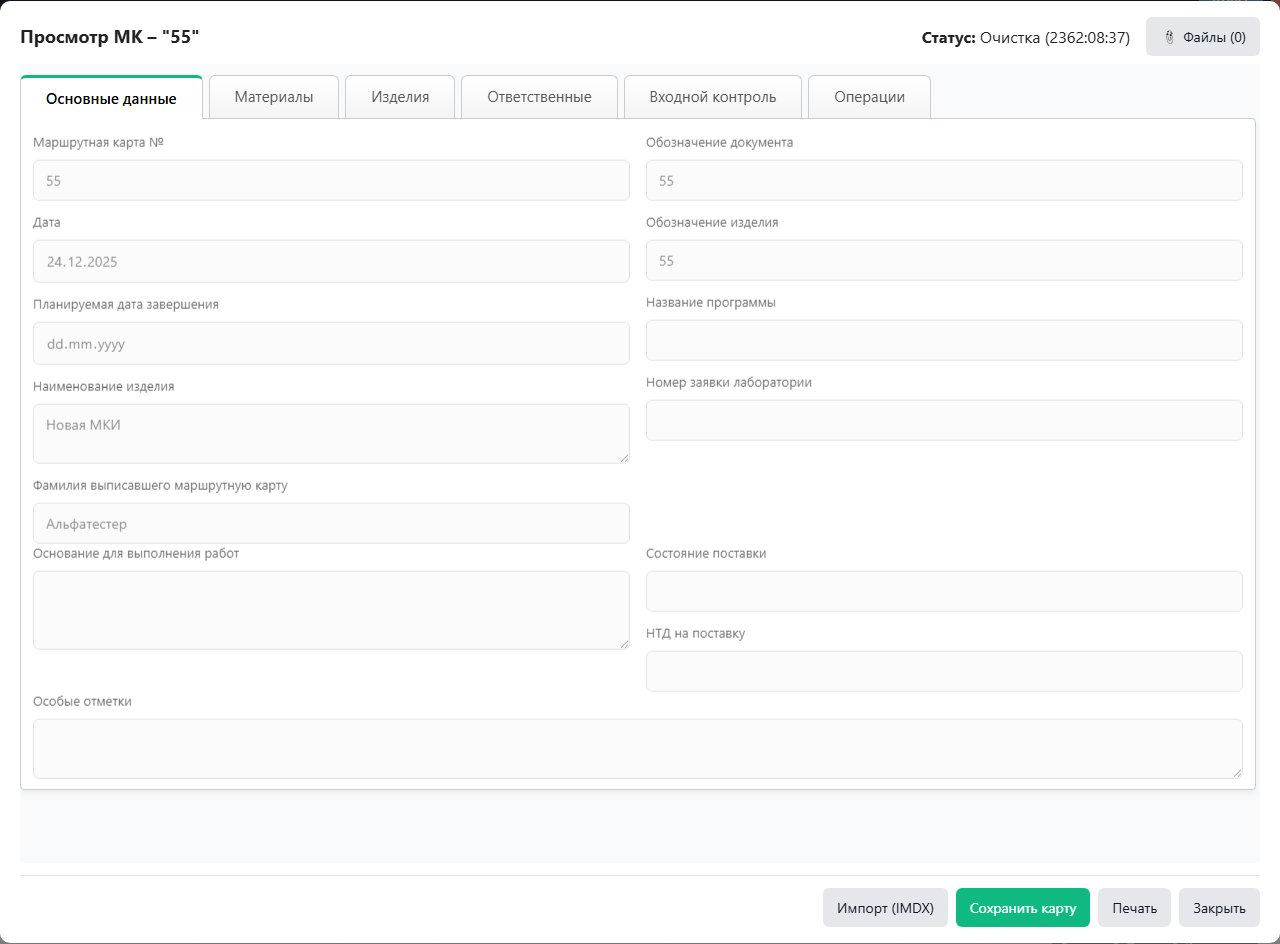 Просмотр МК – "55"
Статус: Очистка (2362:08:37)
Файлы (0)
Основные данные
Материалы
Изделия
Ответственные
Входной контроль
Операции
Маршрутная карта №
55
Обозначение документа
55
Дата
24.12.2025
Обозначение изделия
55
Планируемая дата завершения
dd.mm.yyyy
Название программы
Наименование изделия
Новая МКИ
Номер заявки лаборатории
Фамилия выписавшего маршрутную карту
Альфатестер
Основание для выполнения работ
Состояние поставки
НТД на поставку
Особые отметки
Импорт (IMDX)
Сохранить карту
Печать
Закрыть